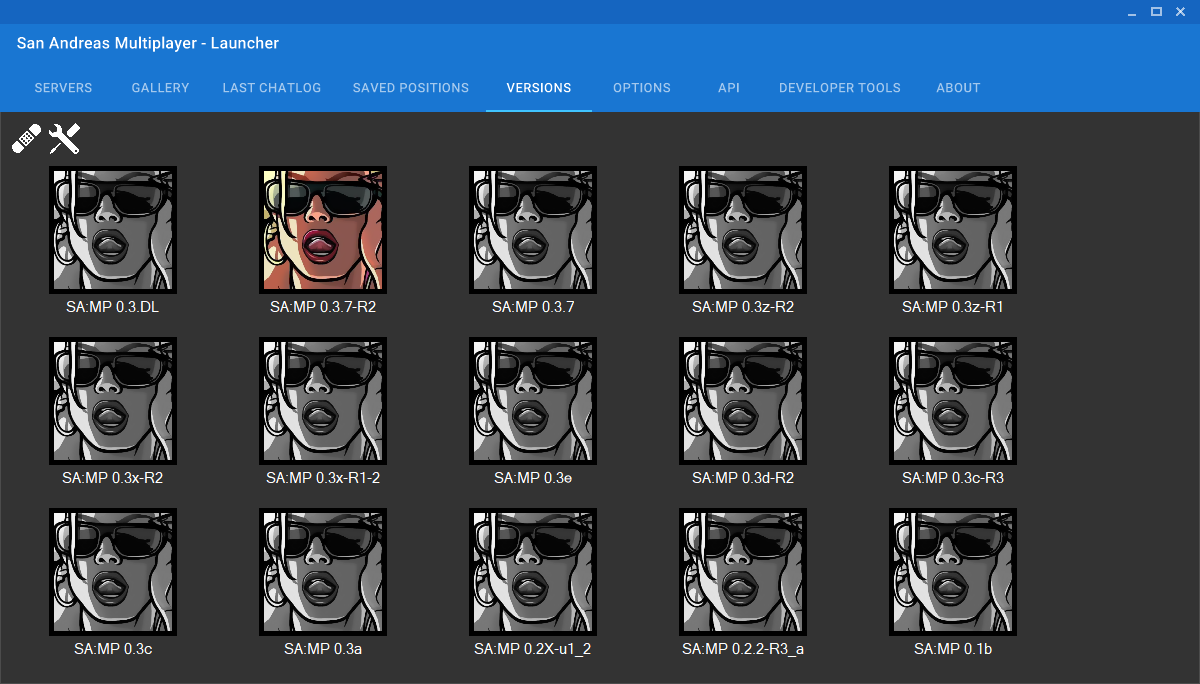 San Andreas Multiplayer - Launcher
SERVERS GALLERY LAST CHATLOG SAVED POSITIONS VERSIONS OPTIONS API DEVELOPER TOOLS ABOUT
SA:MP 0.3.DL SA:MP 0.3.7-R2 SA:MP 0.3.7 SA:MP 0.3z-R2 SA:MP 0.3z-R1
SA:MP 0.3x-R2 SA:MP 0.3x-R1-2 SA:MP 0.3e SA:MP 0.3d-R2 SA:MP 0.3c-R3
SA:MP 0.3c SA:MP 0.3a SA:MP 0.2X-u1_2 SA:MP 0.2.2-R3_a SA:MP 0.1b